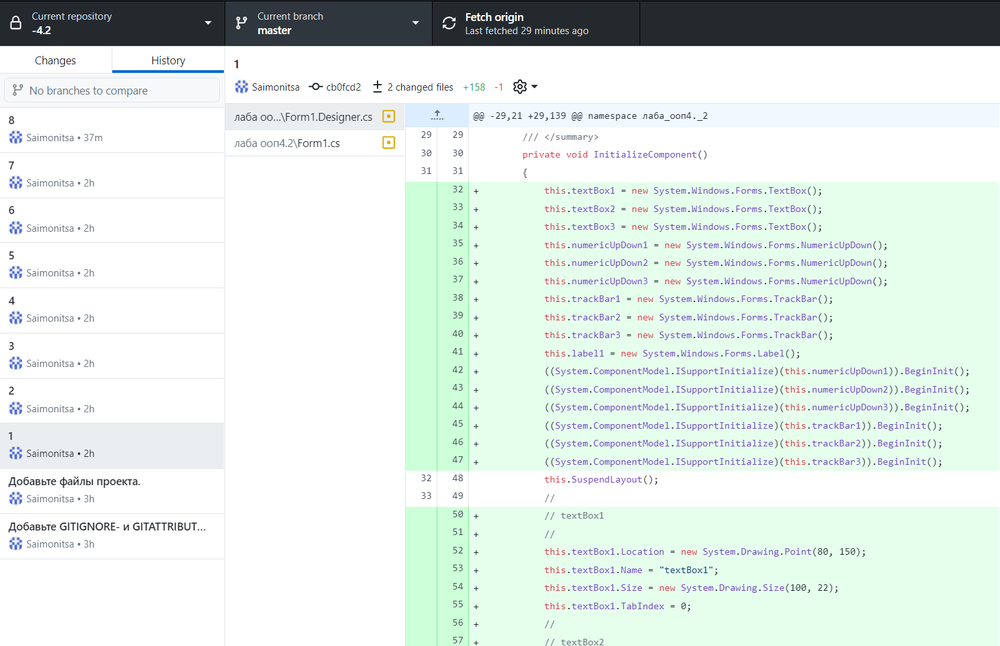 Current repository
-4.2
Current branch
master
Fetch origin
Last fetched 29 minutes ago
Changes
History
No branches to compare
8
Saimonitsa • 37m
7
Saimonitsa • 2h
6
Saimonitsa • 2h
5
Saimonitsa • 2h
4
Saimonitsa • 2h
3
Saimonitsa • 2h
2
Saimonitsa • 2h
1
Saimonitsa • 2h
Добавьте файлы проекта.
Saimonitsa • 3h
Добавьте GITIGNORE- и GITATTRIBUT...
Saimonitsa • 3h
1
Saimonitsa cb0fcd2 2 changed files +158 -1
лаба оо...\Form1.Designer.cs
лаба ооп4.2\Form1.cs
@@ -29,21 +29,139 @@ namespace лаба_ооп4._2
29 29 /// </summary>
30 30 private void InitializeComponent()
31 31 {
32 + this.textBox1 = new System.Windows.Forms.TextBox();
33 + this.textBox2 = new System.Windows.Forms.TextBox();
34 + this.textBox3 = new System.Windows.Forms.TextBox();
35 + this.numericUpDown1 = new System.Windows.Forms.NumericUpDown();
36 + this.numericUpDown2 = new System.Windows.Forms.NumericUpDown();
37 + this.numericUpDown3 = new System.Windows.Forms.NumericUpDown();
38 + this.trackBar1 = new System.Windows.Forms.TrackBar();
39 + this.trackBar2 = new System.Windows.Forms.TrackBar();
40 + this.trackBar3 = new System.Windows.Forms.TrackBar();
41 + this.label1 = new System.Windows.Forms.Label();
42 + ((System.ComponentModel.ISupportInitialize)(this.numericUpDown1)).BeginInit();
43 + ((System.ComponentModel.ISupportInitialize)(this.numericUpDown2)).BeginInit();
44 + ((System.ComponentModel.ISupportInitialize)(this.numericUpDown3)).BeginInit();
45 + ((System.ComponentModel.ISupportInitialize)(this.trackBar1)).BeginInit();
46 + ((System.ComponentModel.ISupportInitialize)(this.trackBar2)).BeginInit();
47 + ((System.ComponentModel.ISupportInitialize)(this.trackBar3)).BeginInit();
32 48 this.SuspendLayout();
33 49 //
50 + // textBox1
51 + //
52 + this.textBox1.Location = new System.Drawing.Point(80, 150);
53 + this.textBox1.Name = "textBox1";
54 + this.textBox1.Size = new System.Drawing.Size(100, 22);
55 + this.textBox1.TabIndex = 0;
56 + //
57 + // textBox2